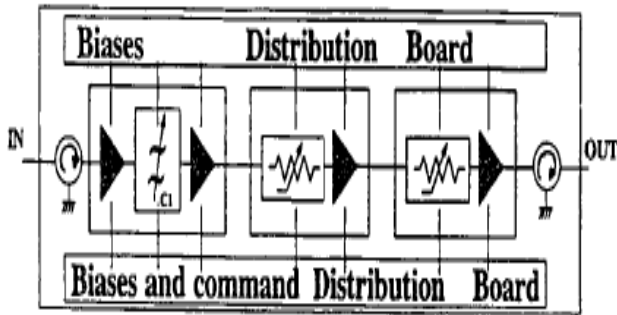 Biases Distribution Board
IN
.C1
OUT
Biases and command Distribution Board